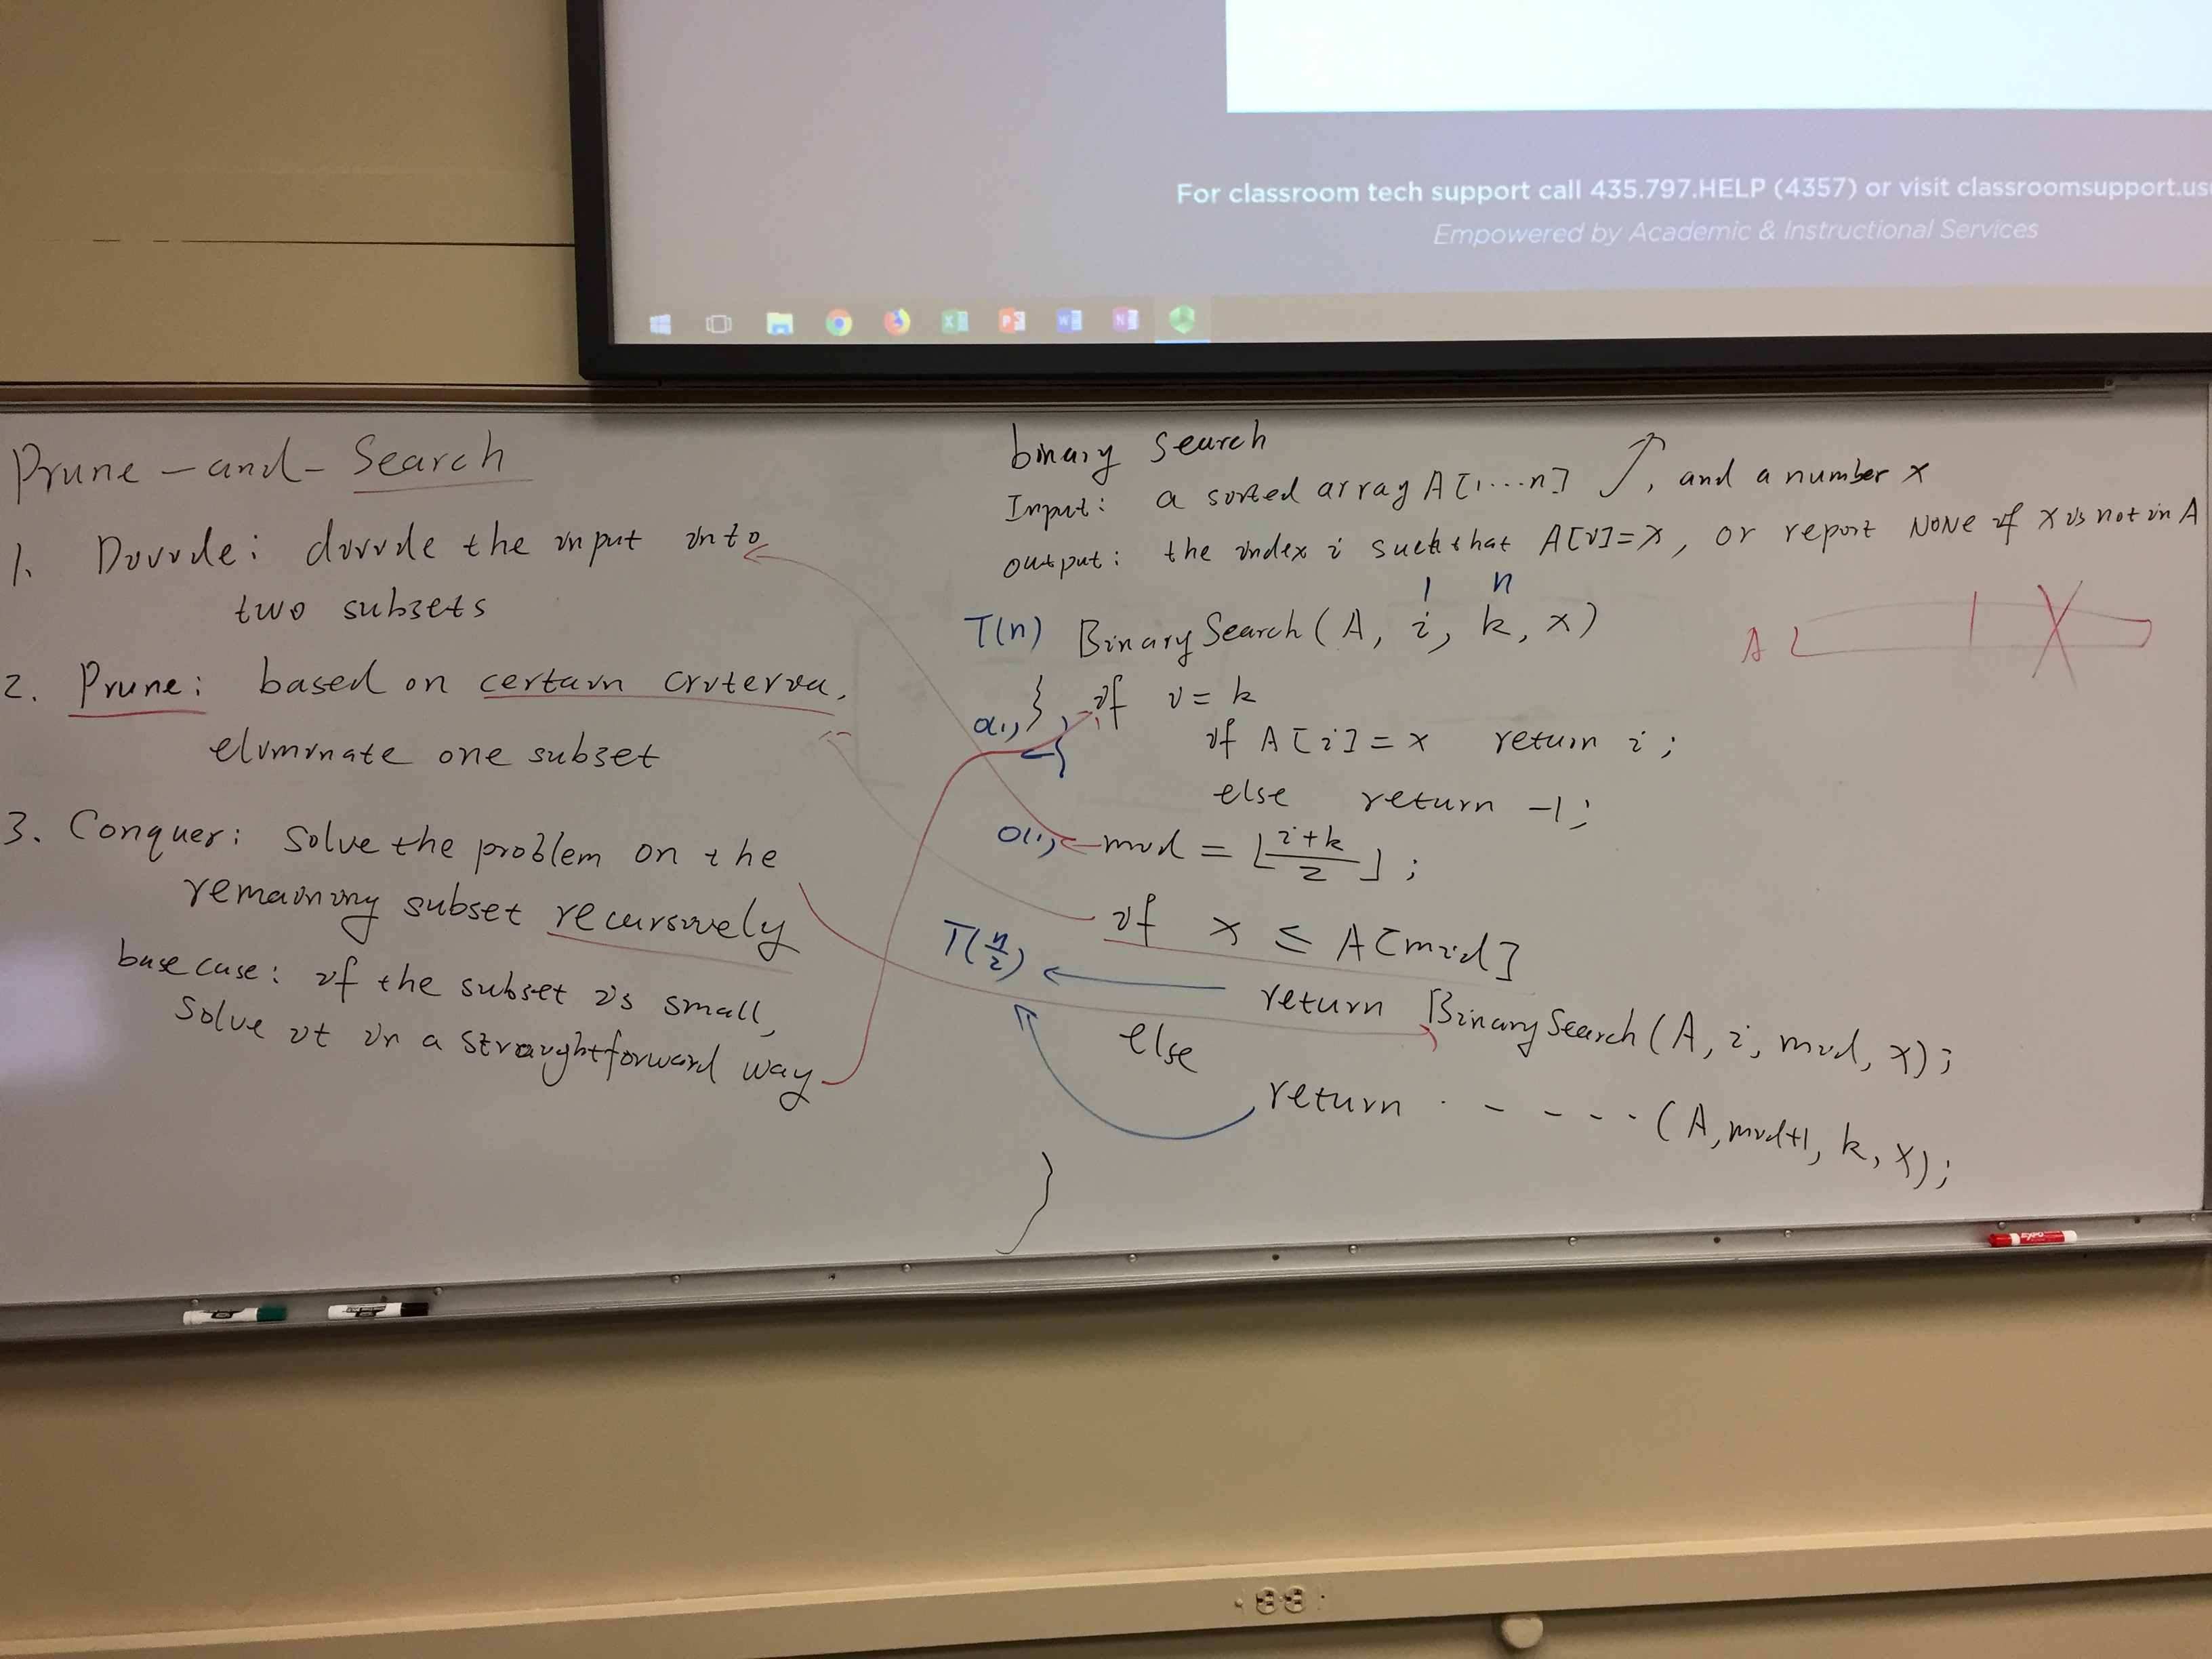 For classroom tech support call 435.797.HELP (4357) or visit classroomsupport.us
Empowered by Academic & Instructional Services
Prune-and-Search
1. Divide: divide the input into
two subsets
2. Prune: based on certain criteria,
eliminate one subset
3. Conquer: solve the problem on the
remaining subset recursively
base case: if the subset is small,
solve it in a straightforward way
binary search
Input: a sorted array A[1...n] ↗, and a number x
output: the index i such that A[i]=x, or report NONE if x is not in A
1 n
T(n) BinarySearch(A, i, k, x)
{ if i = k
O(1) if A[i] = x return i;
else return -1;
O(1) mid = ⌊(i+k)/2⌋;
if x ≤ A[mid]
T(n/2) return BinarySearch(A, i, mid, x);
else
return - - - - - (A, mid+1, k, x);
}
A
EXPO